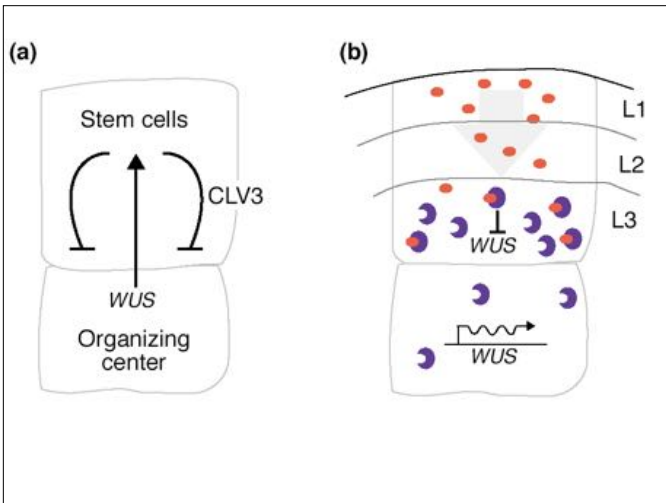 (a)
Stem cells
CLV3
WUS
Organizing
center
(b)
L1
L2
L3
WUS
WUS